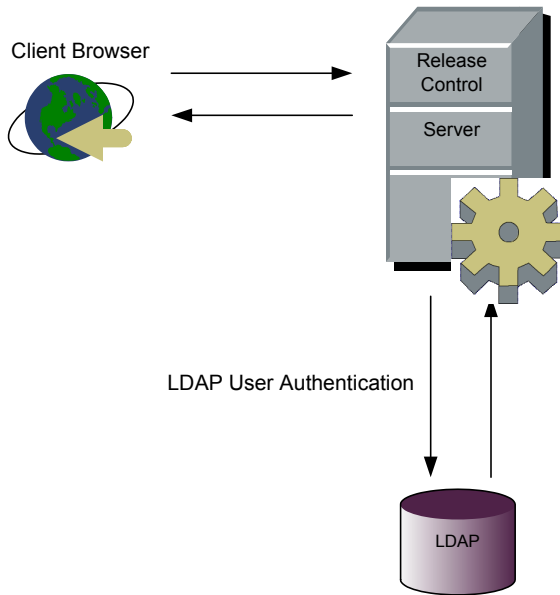 Client Browser
Release
Control
Server
LDAP User Authentication
LDAP